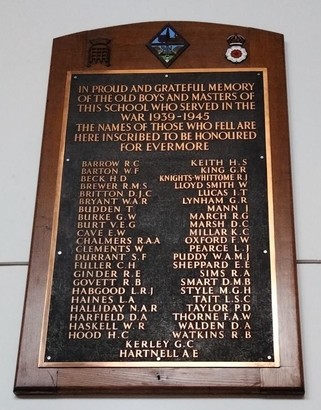 IN PROUD AND GRATEFUL MEMORY
OF THE OLD BOYS AND MASTERS OF
THIS SCHOOL WHO SERVED IN THE
WAR 1939-1945
THE NAMES OF THOSE WHO FELL ARE
HERE INSCRIBED TO BE HONOURED
FOR EVERMORE
BARROW R.C
BARTON W.F
BECK H.D
BREWER R.M.S
BRITTON D.J.C
BRYANT W.A.R
BUDDEN T
BURKE G.W
BURT V.E.G
CAVE E.W
CHALMERS R.A.A
CLEMENTS W
DURRANT S.F
FULLER C.H
GINDER R.E
GOVETT R.B
HABGOOD L.R.J
HAINES L.A
HALLIDAY N.A.R
HARFIELD D.A
HASKELL W.R
HOOD H.C
KEITH H.S
KING G.R
KNIGHTS-WHITTOME R.J
LLOYD SMITH W
LUCAS I.T
LYNHAM G.R
MANN J
MARCH R.G
MARSH D.C
MILLAR K.C
OXFORD F.W
PEARCE L.J
PUDDY W.A.M.J
SHEPPARD E.E
SIMS R.A
SMART D.M.B
STYLE M.G.H
TAIT L.S.C
TAYLOR P.D
THORNE F.A.W
WALDEN D.A
WATKINS R.B
KERLEY G.C
HARTNELL A.E